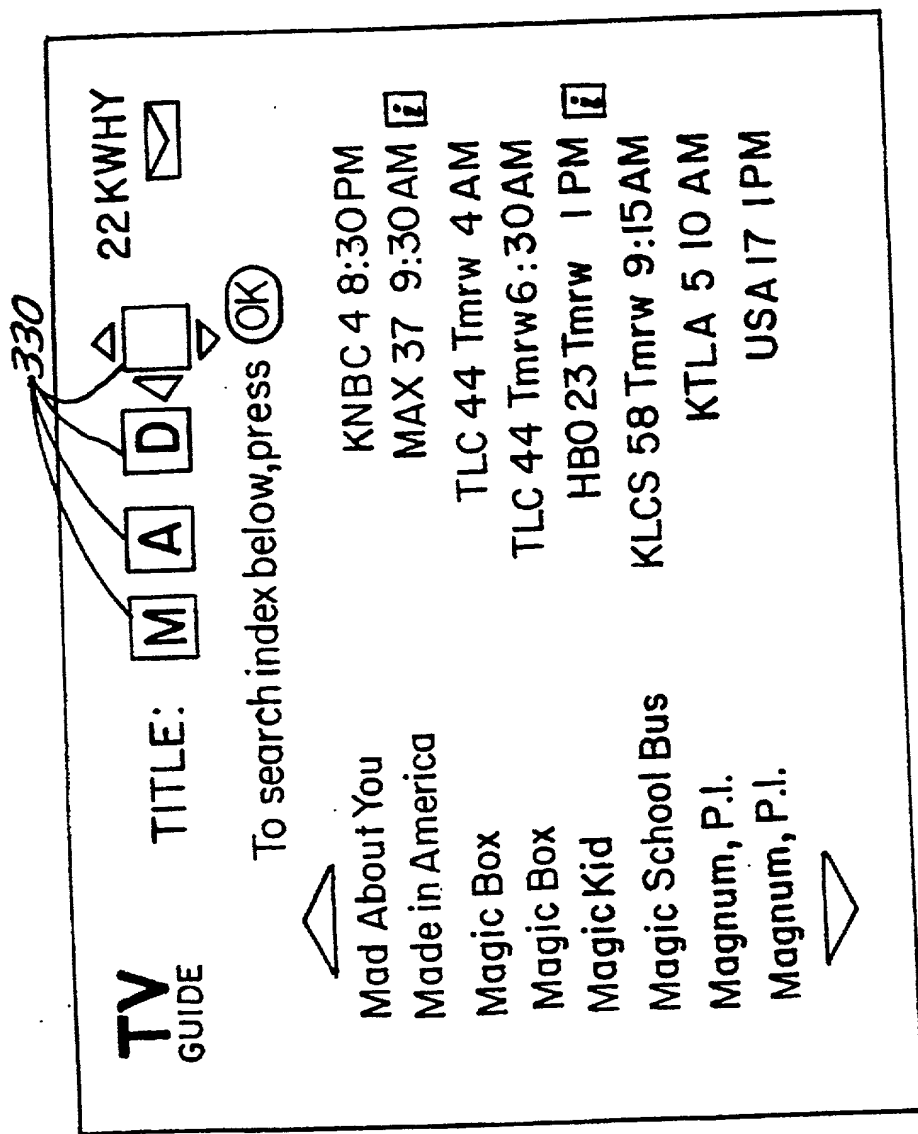 330
TV GUIDE TITLE: M A D 22 KWHY
To search index below, press OK
Mad About You KNBC 4 8:30PM
Made in America MAX 37 9:30AM i
Magic Box TLC 44 Tmrw 4 AM
Magic Box TLC 44 Tmrw 6:30AM
Magic Kid HBO 23 Tmrw 1 PM i
Magic School Bus KLCS 58 Tmrw 9:15AM
Magnum, P.I. KTLA 5 10 AM
Magnum, P.I. USA 17 1PM